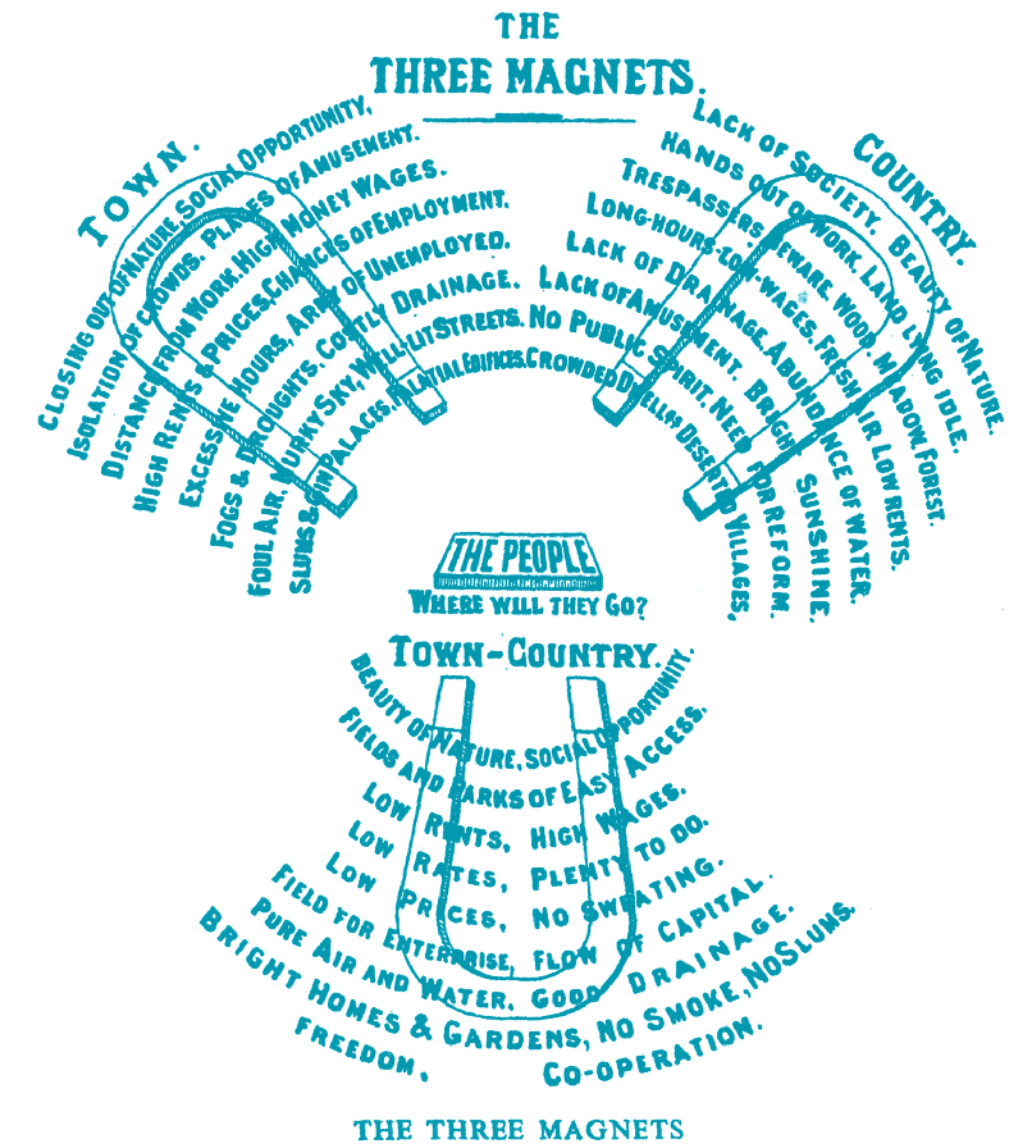 THE
THREE MAGNETS.
TOWN.
CLOSING OUT OF NATURE. SOCIAL OPPORTUNITY,
ISOLATION OF CROWDS. PLACES OF AMUSEMENT.
DISTANCE FROM WORK. HIGH MONEY WAGES.
HIGH RENTS & PRICES. CHANCES OF EMPLOYMENT.
EXCESSIVE HOURS, ARMY OF UNEMPLOYED.
FOGS & DROUGHTS. COSTLY DRAINAGE.
FOUL AIR. MURKY SKY, WELL-LIT STREETS.
SLUMS & GIN PALACES. PALATIAL EDIFICES.
COUNTRY.
LACK OF SOCIETY. BEAUTY OF NATURE.
HANDS OUT OF WORK. LAND LYING IDLE.
TRESPASSERS BEWARE. WOOD, MEADOW, FOREST.
LONG-HOURS-LOW-WAGES. FRESH AIR LOW RENTS.
LACK OF DRAINAGE. ABUNDANCE OF WATER.
LACK OF AMUSEMENT. BRIGHT SUNSHINE.
NO PUBLIC SPIRIT. NEED FOR REFORM.
CROWDED DWELLGS DESERTED VILLAGES,
THE PEOPLE
WHERE WILL THEY GO?
TOWN-COUNTRY.
BEAUTY OF NATURE, SOCIAL OPPORTUNITY.
FIELDS AND PARKS OF EASY ACCESS.
LOW RENTS, HIGH WAGES.
LOW RATES, PLENTY TO DO.
LOW PRICES, NO SWEATING.
FIELD FOR ENTERPRISE, FLOW OF CAPITAL.
PURE AIR AND WATER, GOOD DRAINAGE.
BRIGHT HOMES & GARDENS, NO SMOKE, NO SLUMS.
FREEDOM. CO-OPERATION.
THE THREE MAGNETS